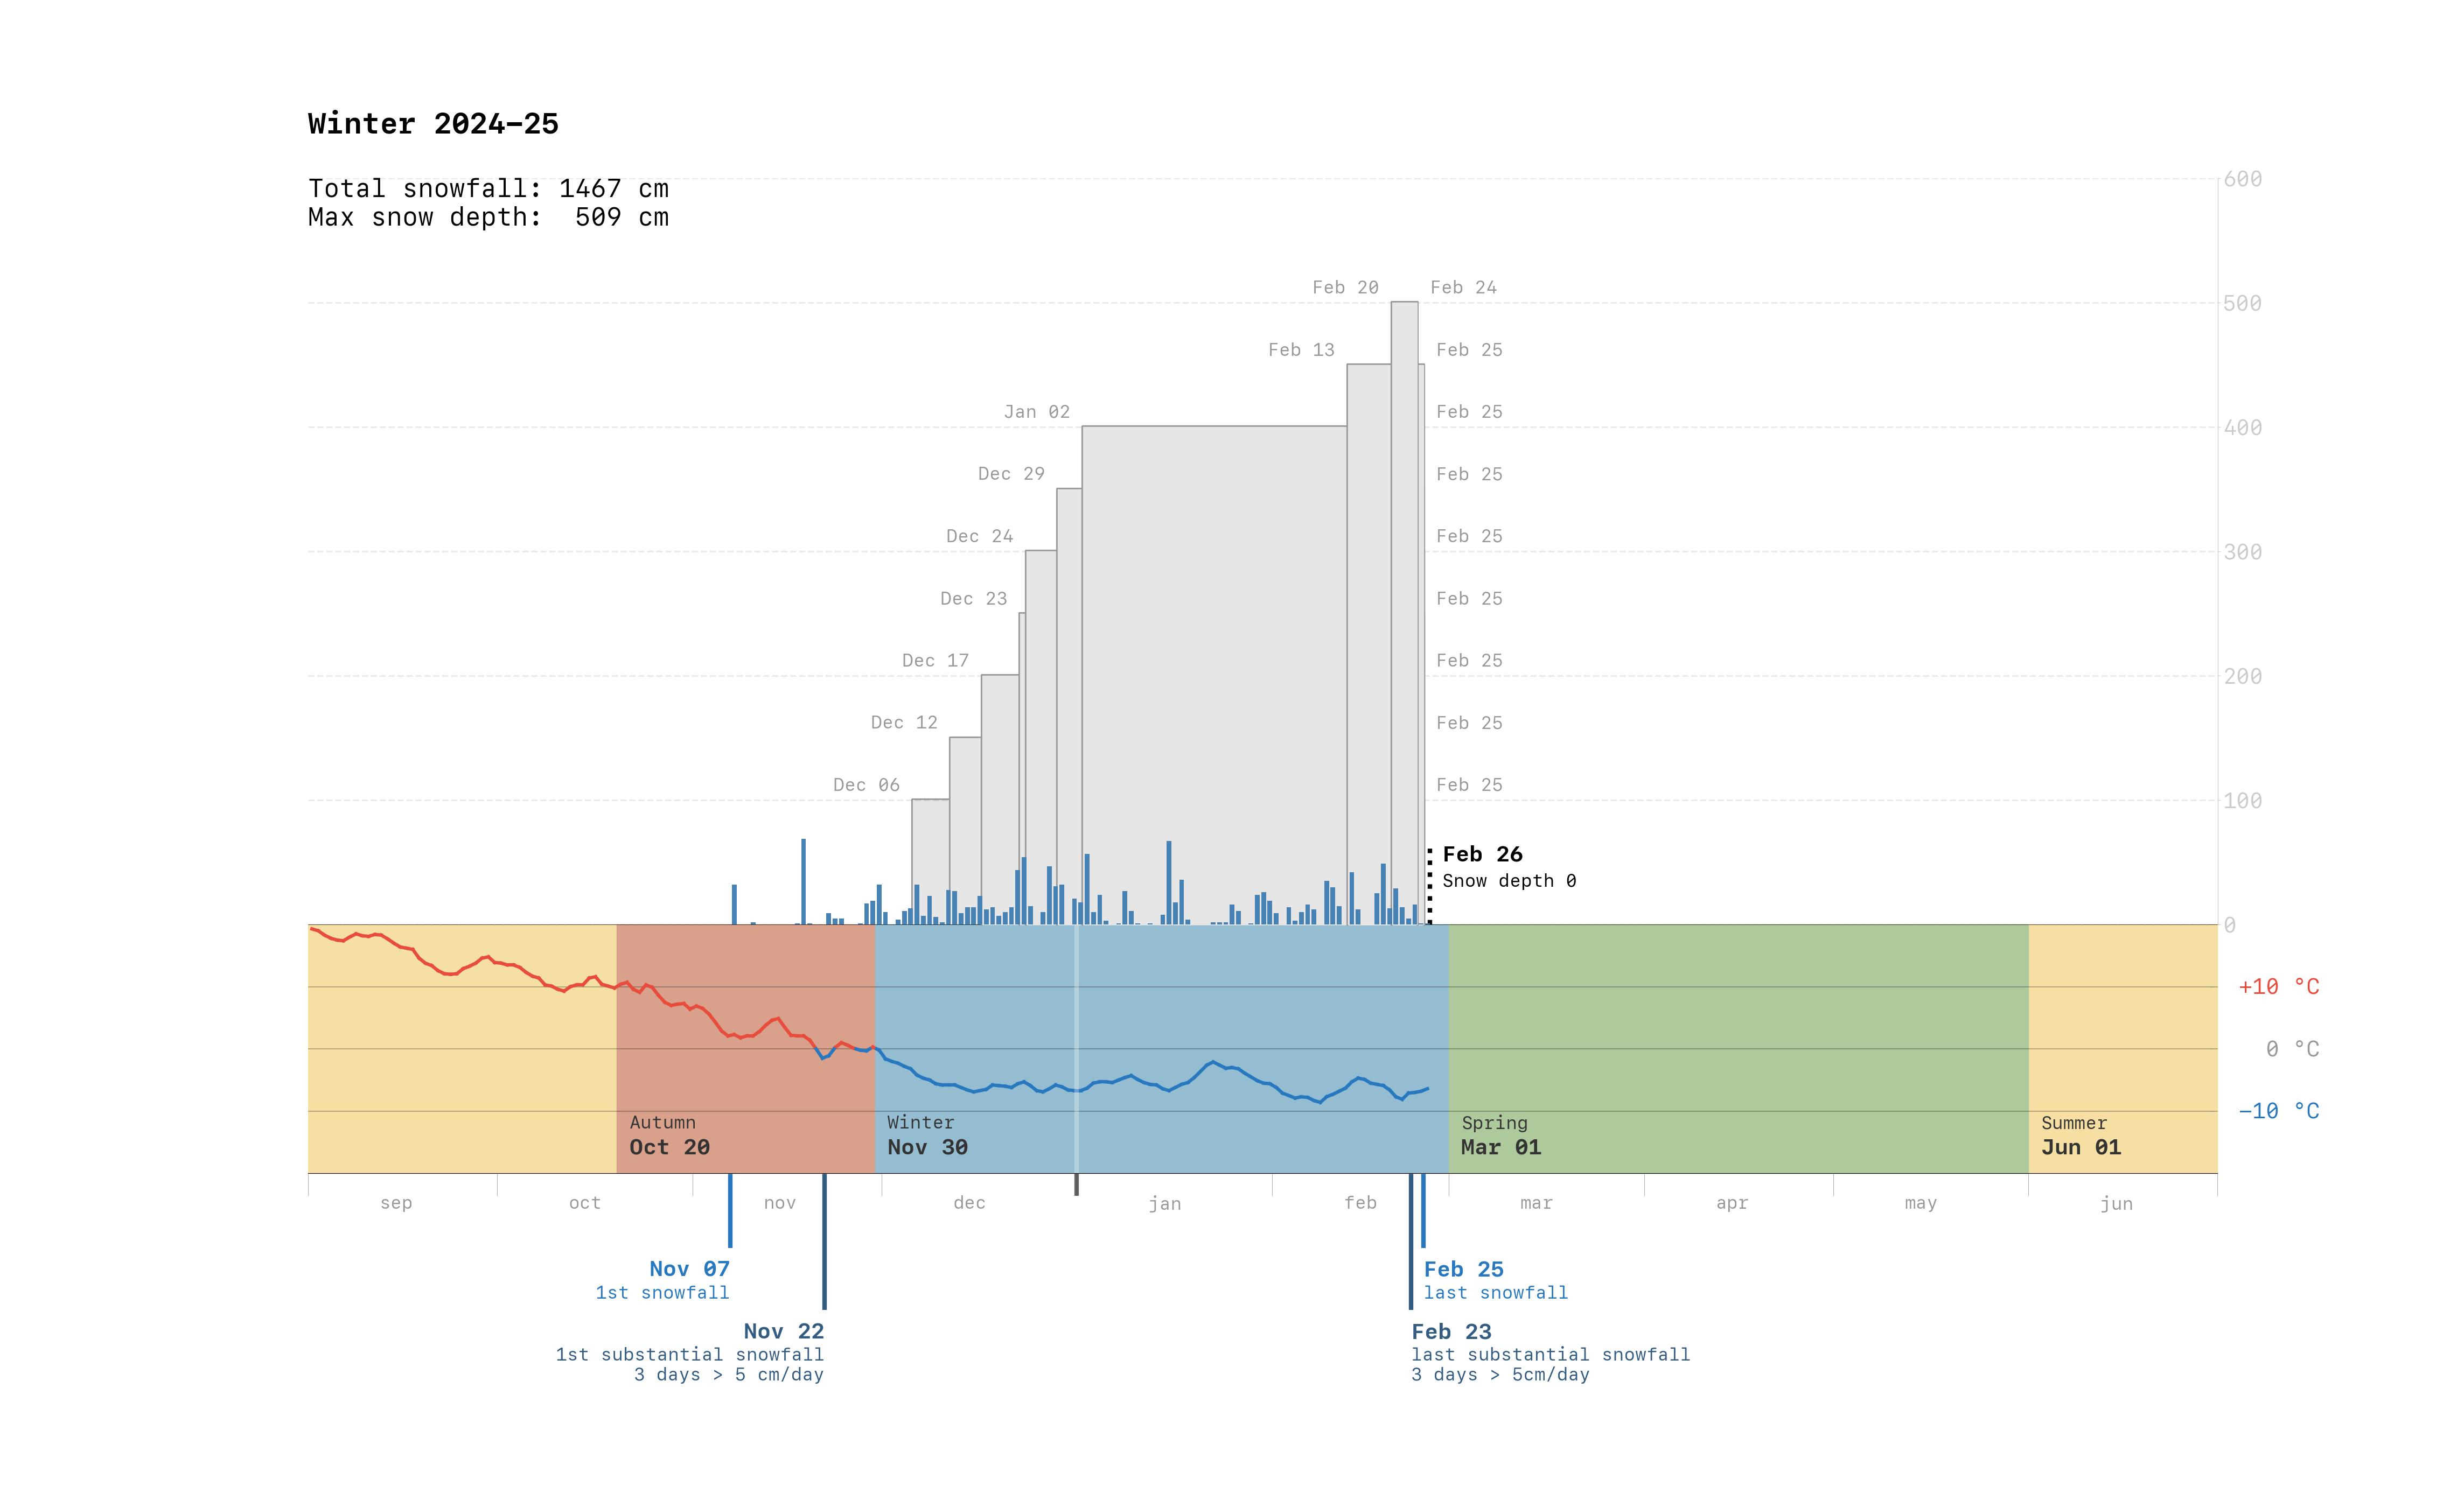 Winter 2024–25
Total snowfall: 1467 cm
Max snow depth: 509 cm
600
Feb 20 Feb 24
500
Feb 13 Feb 25
Jan 02 Feb 25
400
Dec 29 Feb 25
Dec 24 Feb 25
300
Dec 23 Feb 25
Dec 17 Feb 25
200
Dec 12 Feb 25
Dec 06 Feb 25
100
Feb 26
Snow depth 0
0
+10 °C
0 °C
−10 °C
Autumn
Oct 20
Winter
Nov 30
Spring
Mar 01
Summer
Jun 01
sep oct nov dec jan feb mar apr may jun
Nov 07
1st snowfall
Feb 25
last snowfall
Nov 22
1st substantial snowfall
3 days > 5 cm/day
Feb 23
last substantial snowfall
3 days > 5cm/day